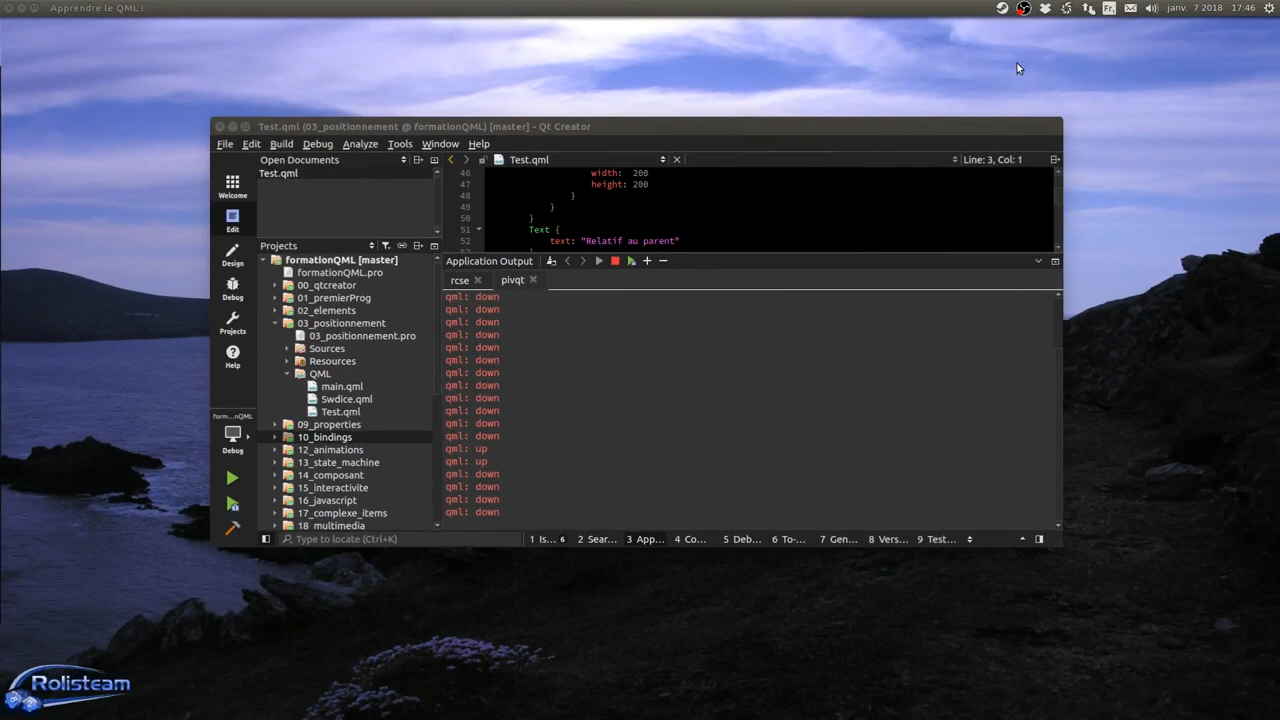 Apprendre le QML !
Fr
janv. 7 2018
17:46
Test.qml (03_positionnement @ formationQML) [master] - Qt Creator
File Edit Build Debug Analyze Tools Window Help
Open Documents
Test.qml
Line: 3, Col: 1
Test.qml
Welcome
Edit
Design
Debug
Projects
Help
form...nQML
Debug
46 width: 200
47 height: 200
48 }
49 }
50 }
51 Text {
52 text: "Relatif au parent"
Projects
formationQML [master]
formationQML.pro
00_qtcreator
01_premierProg
02_elements
03_positionnement
03_positionnement.pro
Sources
Resources
QML
main.qml
Swdice.qml
Test.qml
09_properties
10_bindings
12_animations
13_state_machine
14_composant
15_interactivite
16_javascript
17_complexe_items
18_multimedia
Application Output
rcse
pivqt
qml: down
qml: down
qml: down
qml: down
qml: down
qml: down
qml: down
qml: down
qml: down
qml: down
qml: down
qml: down
qml: up
qml: up
qml: down
qml: down
qml: down
qml: down
Type to locate (Ctrl+K)
1 Is... 6
2 Sear...
3 App...
4 Co...
5 Deb...
6 To-...
7 Gen...
8 Vers...
9 Test...
Rolisteam